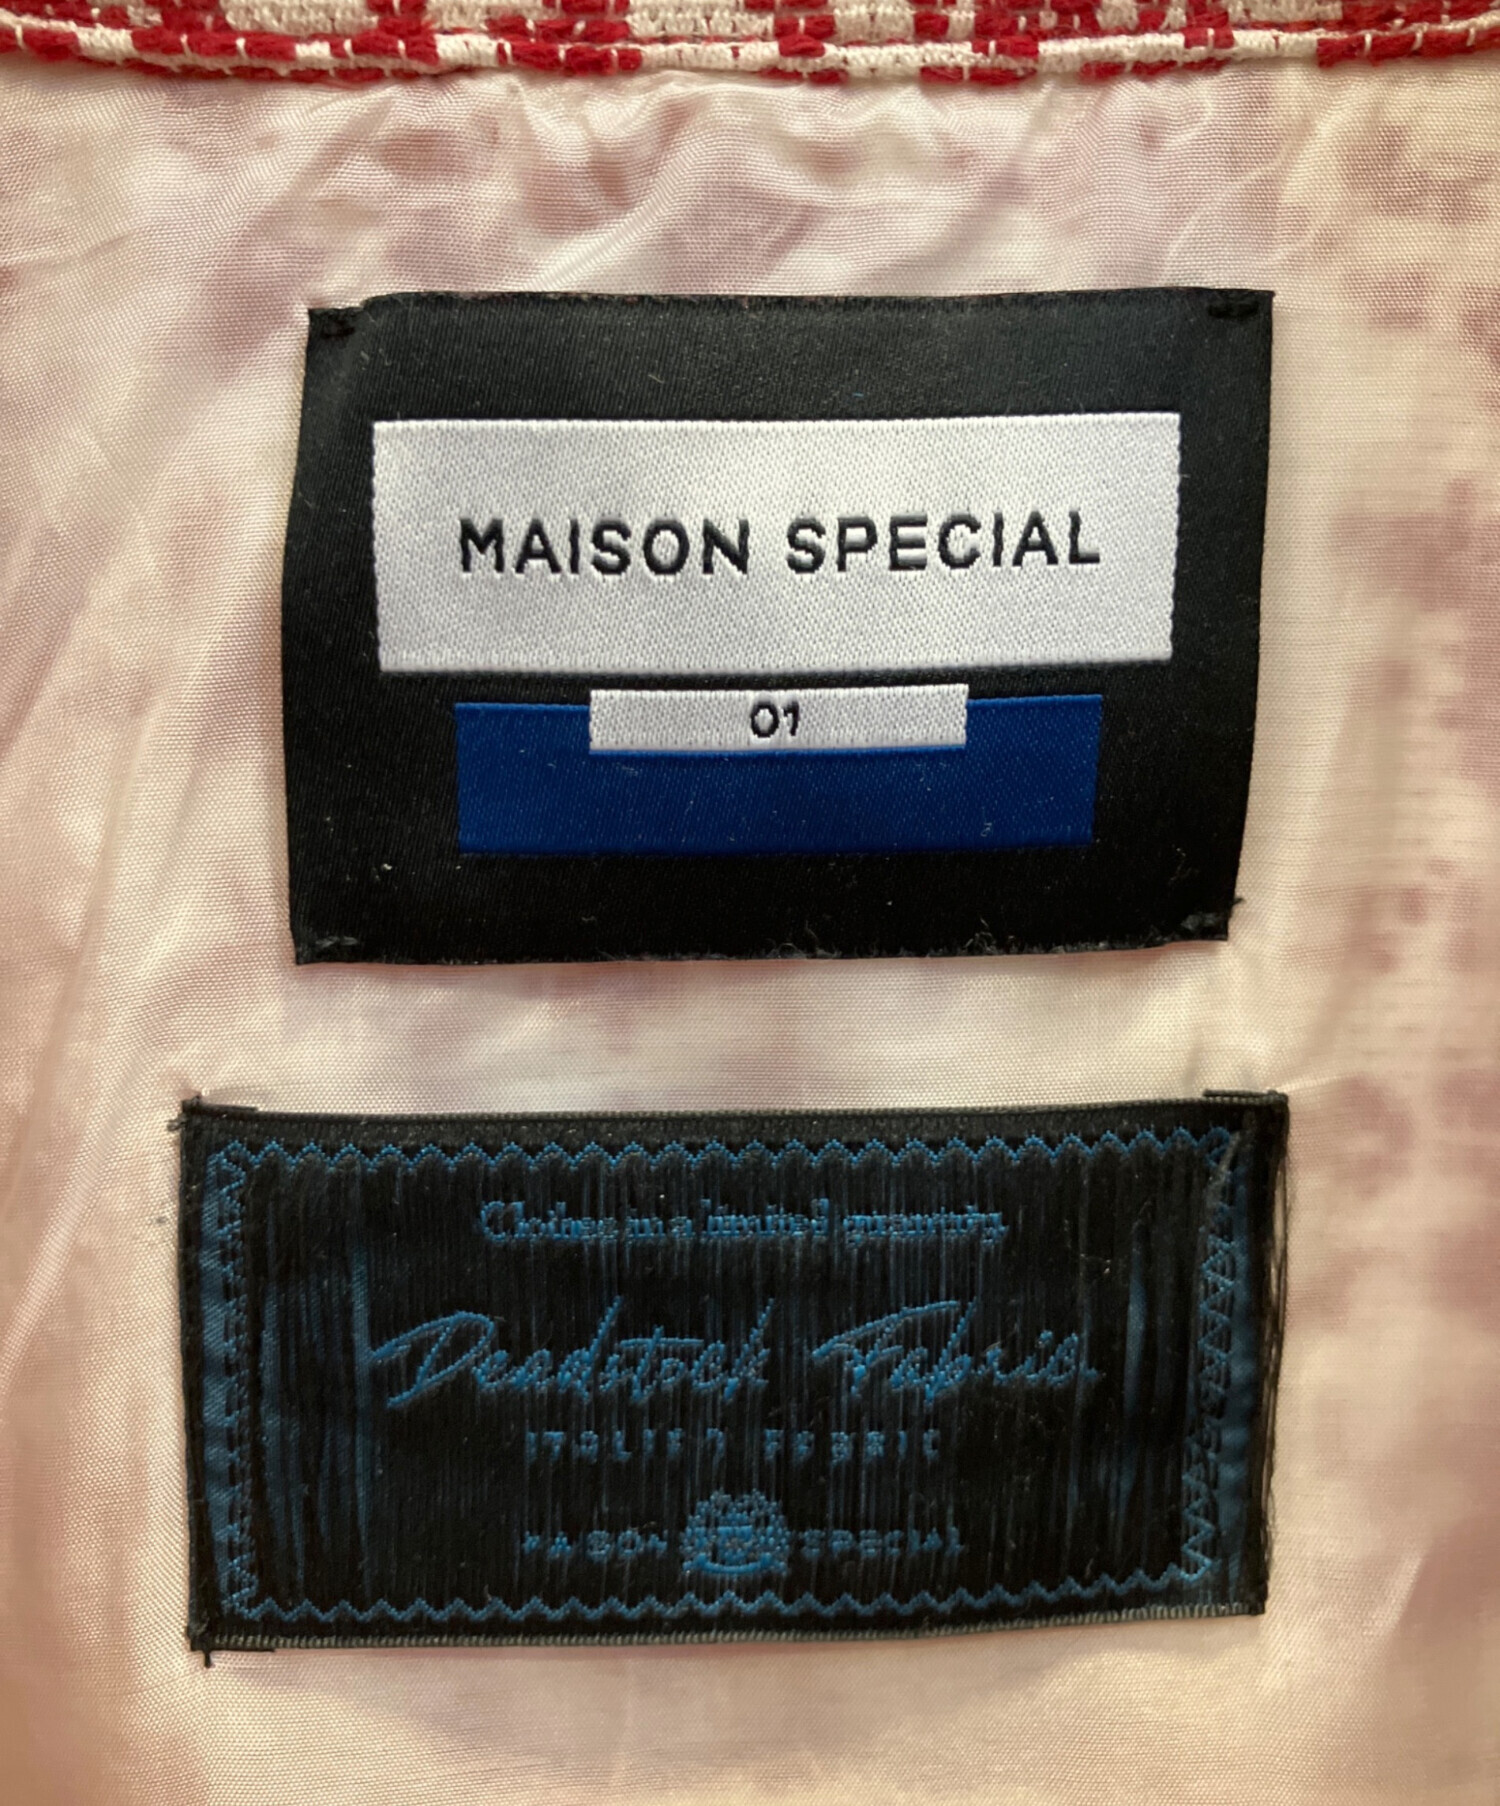 MAISON SPECIAL
01
Clothes in a limited quantity
Deadstock Fabric.
ITALIAN FABRIC
MAISON SPECIAL